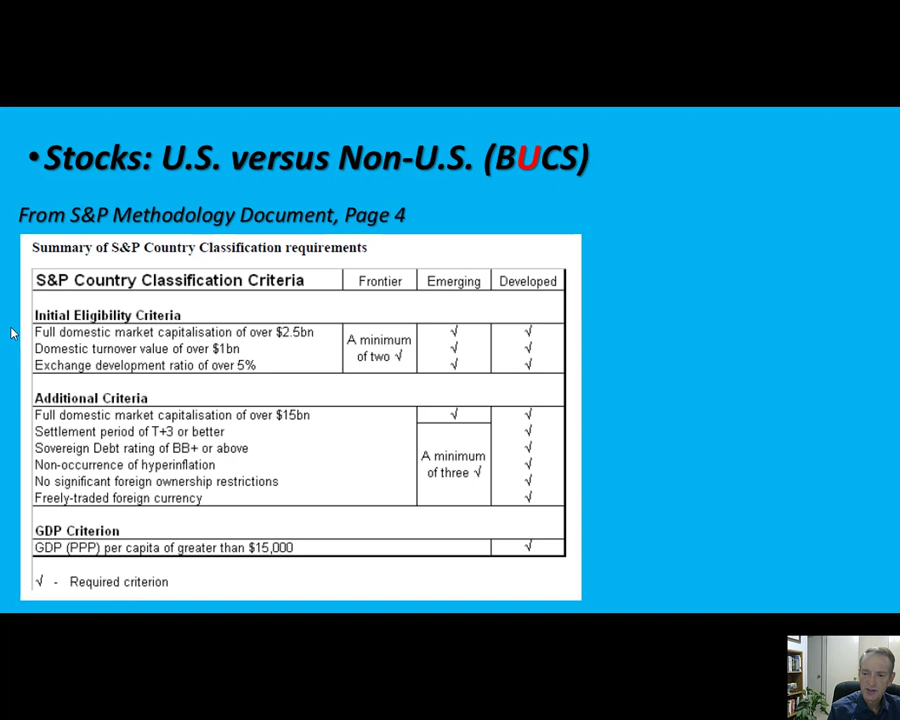 •Stocks: U.S. versus Non-U.S. (BUCS)
From S&P Methodology Document, Page 4
Summary of S&P Country Classification requirements
S&P Country Classification Criteria Frontier Emerging Developed
Initial Eligibility Criteria
Full domestic market capitalisation of over $2.5bn √ √
A minimum
Domestic turnover value of over $1bn √ √
of two √
Exchange development ratio of over 5% √ √
Additional Criteria
Full domestic market capitalisation of over $15bn √ √
Settlement period of T+3 or better √
Sovereign Debt rating of BB+ or above √
A minimum
Non-occurrence of hyperinflation √
of three √
No significant foreign ownership restrictions √
Freely-traded foreign currency √
GDP Criterion
GDP (PPP) per capita of greater than $15,000 √
√ - Required criterion